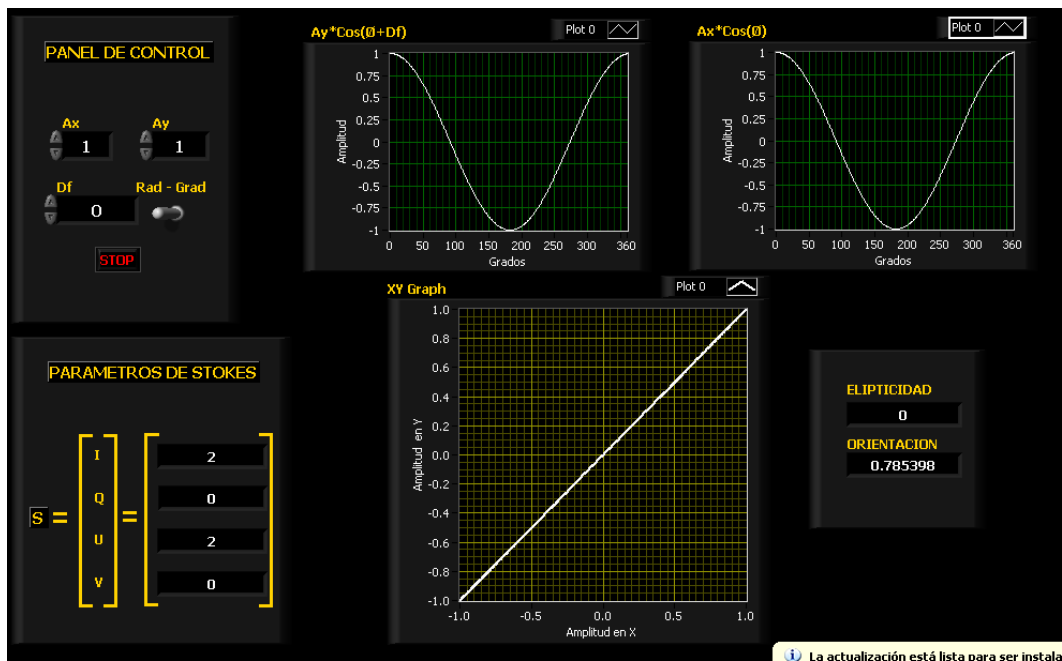 PANEL DE CONTROL
Ax
Ay
1
1
Df
Rad - Grad
0
STOP
Ay*Cos(Ø+Df)
Plot 0
1
0.75
0.5
0.25
0
-0.25
-0.5
-0.75
-1
Amplitud
0 50 100 150 200 250 300 360
Grados
Ax*Cos(Ø)
Plot 0
1
0.75
0.5
0.25
0
-0.25
-0.5
-0.75
-1
Amplitud
0 50 100 150 200 250 300 360
Grados
PARAMETROS DE STOKES
S = 
I
Q
U
V
=
2
0
2
0
XY Graph
Plot 0
1.0
0.8
0.6
0.4
0.2
0.0
-0.2
-0.4
-0.6
-0.8
-1.0
Amplitud en Y
-1.0 -0.5 0.0 0.5 1.0
Amplitud en X
ELIPTICIDAD
0
ORIENTACION
0.785398
La actualización está lista para ser instala